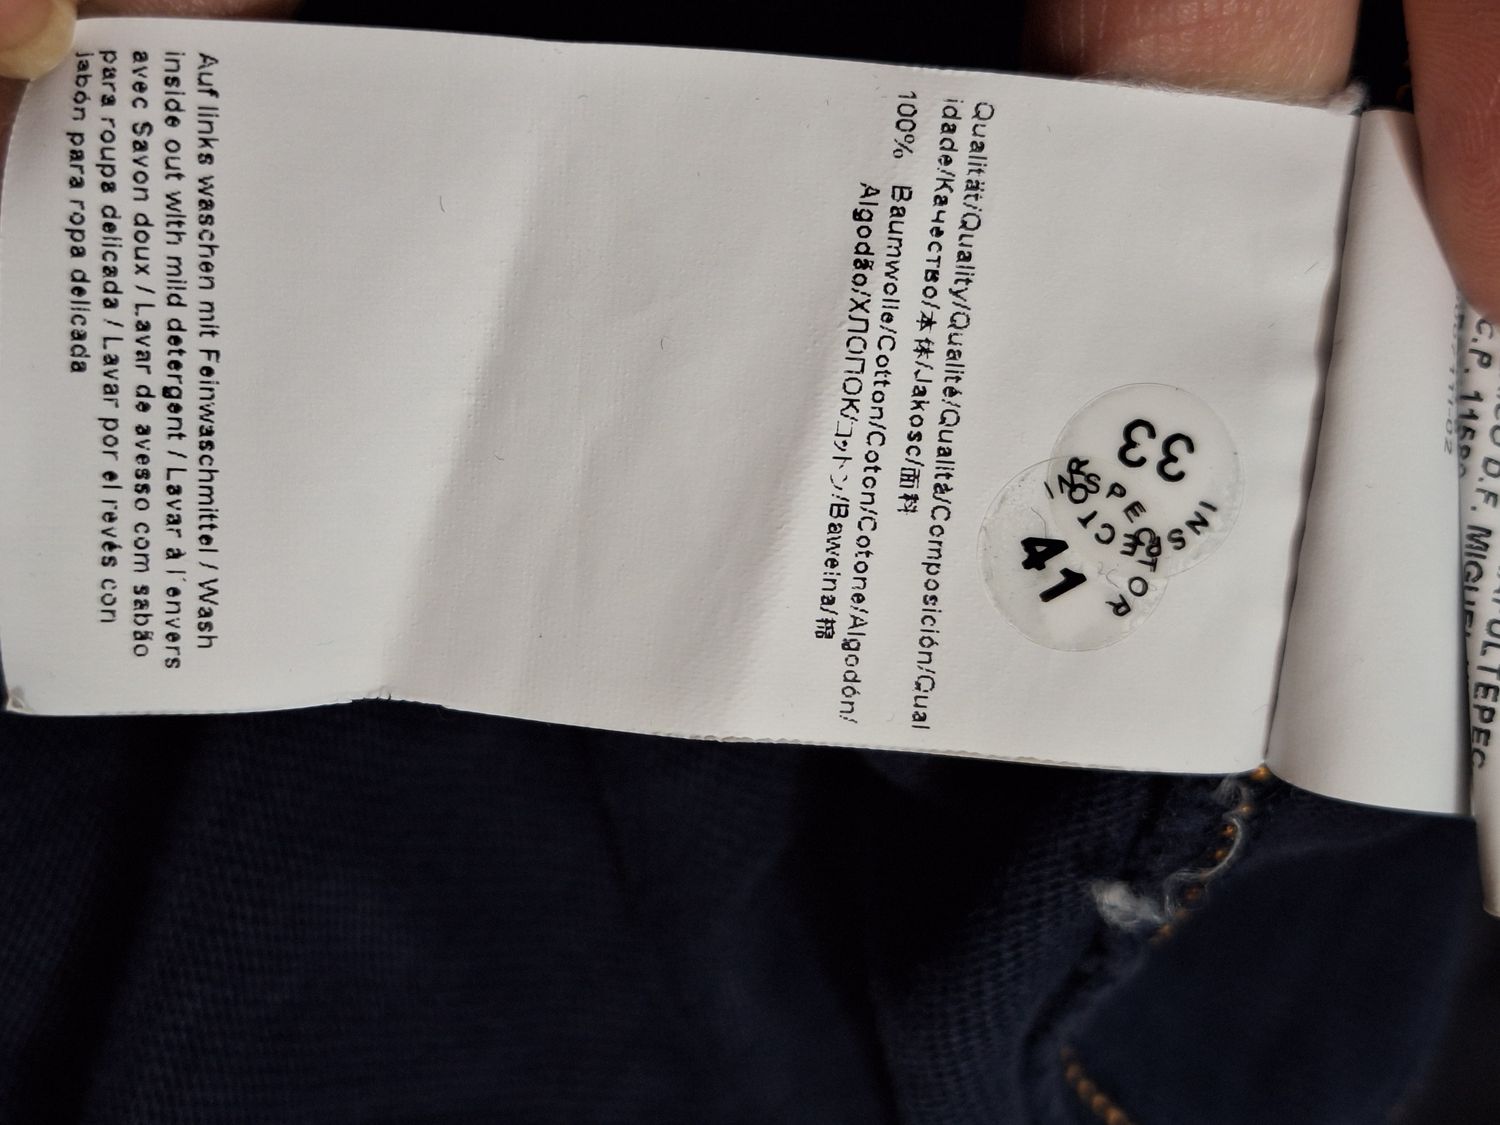 C.P. 11580
MIGUEL
INSPECTOR
33
INSPECTOR
41
Qualität/Quality/Qualité/Qualità/Composición/Qual
idade/Качество/本体/Jakosc/面料
100% Baumwolle/Cotton/Coton/Cotone/Algodón/
Algodão/ХЛОПОК/コットン/Bawełna/棉
Auf links waschen mit Feinwaschmittel / Wash
inside out with mild detergent / Lavar à l´envers
avec Savon doux / Lavar de avesso com sabão
para roupa delicada / Lavar por el revés con
jabón para ropa delicada